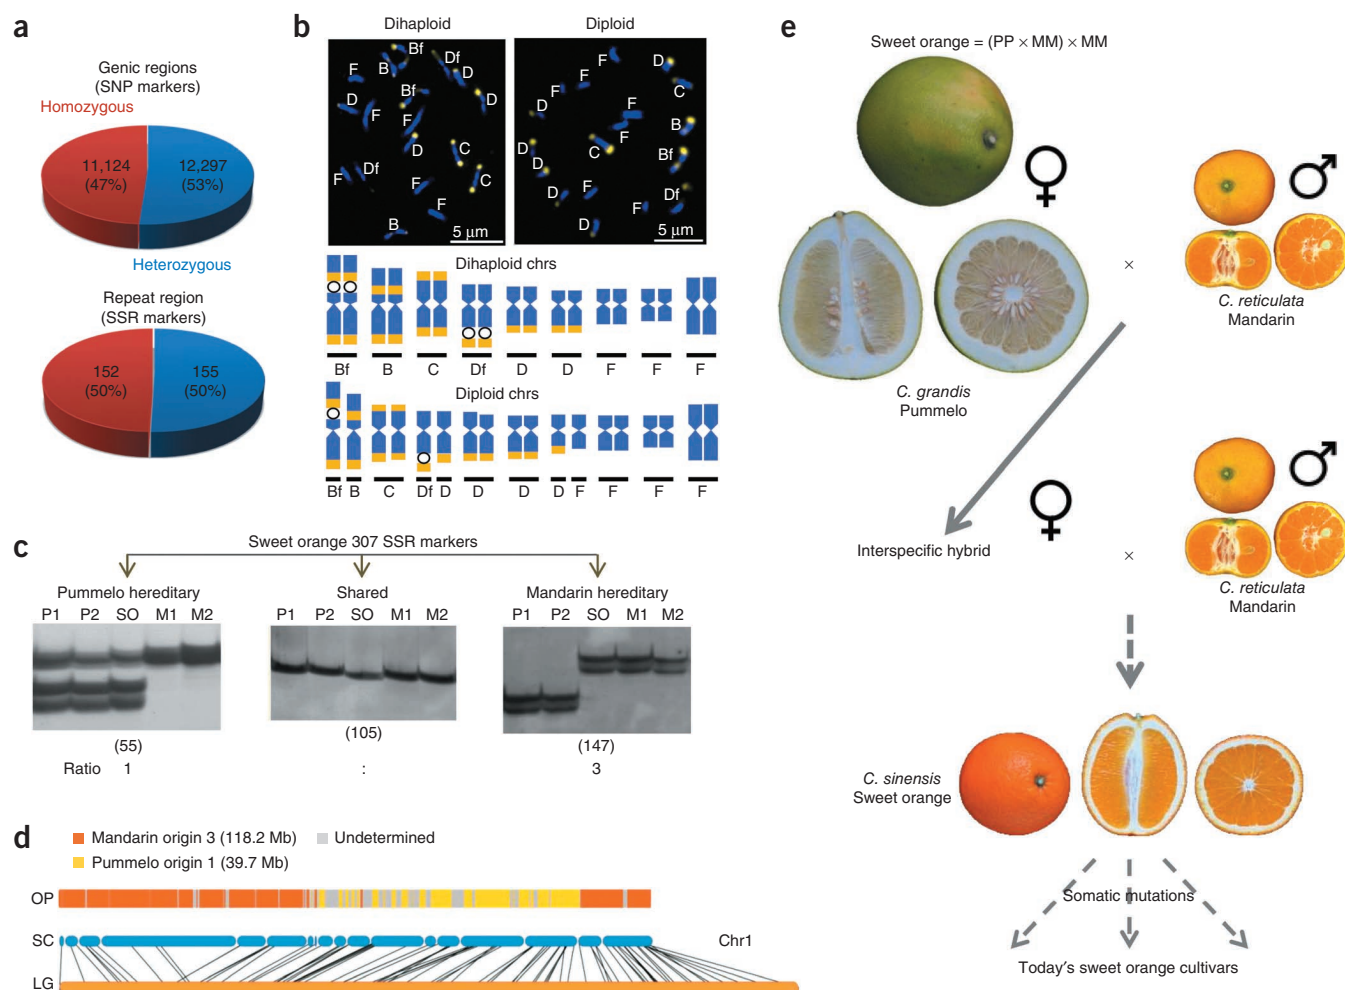 a
Genic regions
(SNP markers)
Homozygous
11,124
(47%)
12,297
(53%)
Heterozygous
Repeat region
(SSR markers)
152
(50%)
155
(50%)
b
Dihaploid
Diploid
Bf
Df
F
B
D
D
Bf
D
F
F
D
C
F
Df
C
F
B
5 μm
D
F
C
F
D
F
B
D
C
Bf
D
F
Df
F
D
5 μm
Dihaploid chrs
Bf B C Df D D F F F
Diploid chrs
Bf B C Df D D D D F F F F
c
Sweet orange 307 SSR markers
Pummelo hereditary
P1 P2 SO M1 M2
(55)
Shared
P1 P2 SO M1 M2
(105)
Mandarin hereditary
P1 P2 SO M1 M2
(147)
Ratio 1 : 3
d
Mandarin origin 3 (118.2 Mb)
Undetermined
Pummelo origin 1 (39.7 Mb)
OP
SC
Chr1
LG
e
Sweet orange = (PP × MM) × MM
♀
♂
×
C. reticulata
Mandarin
C. grandis
Pummelo
♀
♂
Interspecific hybrid
×
C. reticulata
Mandarin
C. sinensis
Sweet orange
Somatic mutations
Today's sweet orange cultivars